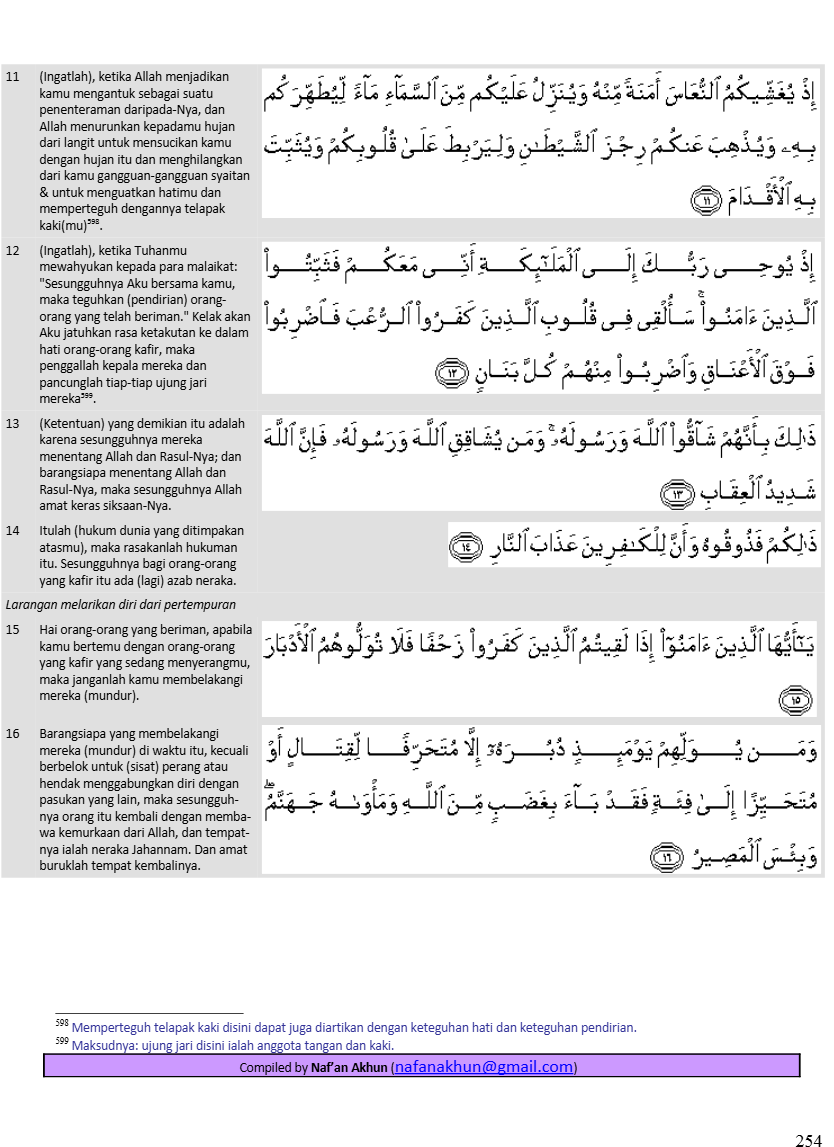 11 (Ingatlah), ketika Allah menjadikan
kamu mengantuk sebagai suatu
penenteraman daripada-Nya, dan
Allah menurunkan kepadamu hujan
dari langit untuk mensucikan kamu
dengan hujan itu dan menghilangkan
dari kamu gangguan-gangguan syaitan
& untuk menguatkan hatimu dan
memperteguh dengannya telapak
kaki(mu)⁵⁹⁸.
إِذْ يُغَشِّيكُمُ ٱلنُّعَاسَ أَمَنَةً مِّنْهُ وَيُنَزِّلُ عَلَيْكُم مِّنَ ٱلسَّمَآءِ مَآءً لِّيُطَهِّرَكُم
بِهِۦ وَيُذْهِبَ عَنكُمْ رِجْزَ ٱلشَّيْطَـٰنِ وَلِيَرْبِطَ عَلَىٰ قُلُوبِكُمْ وَيُثَبِّتَ
بِهِ ٱلْأَقْدَامَ ۝١١
12 (Ingatlah), ketika Tuhanmu
mewahyukan kepada para malaikat:
"Sesungguhnya Aku bersama kamu,
maka teguhkan (pendirian) orang-
orang yang telah beriman." Kelak akan
Aku jatuhkan rasa ketakutan ke dalam
hati orang-orang kafir, maka
penggallah kepala mereka dan
pancunglah tiap-tiap ujung jari
mereka⁵⁹⁹.
إِذْ يُوحِى رَبُّكَ إِلَى ٱلْمَلَـٰٓئِكَةِ أَنِّى مَعَكُمْ فَثَبِّتُوا۟
ٱلَّذِينَ ءَامَنُوا۟ ۚ سَأُلْقِى فِى قُلُوبِ ٱلَّذِينَ كَفَرُوا۟ ٱلرُّعْبَ فَٱضْرِبُوا۟
فَوْقَ ٱلْأَعْنَاقِ وَٱضْرِبُوا۟ مِنْهُمْ كُلَّ بَنَانٍ ۝١٢
13 (Ketentuan) yang demikian itu adalah
karena sesungguhnya mereka
menentang Allah dan Rasul-Nya; dan
barangsiapa menentang Allah dan
Rasul-Nya, maka sesungguhnya Allah
amat keras siksaan-Nya.
ذَٰلِكَ بِأَنَّهُمْ شَآقُّوا۟ ٱللَّهَ وَرَسُولَهُۥ ۚ وَمَن يُشَاقِقِ ٱللَّهَ وَرَسُولَهُۥ فَإِنَّ ٱللَّهَ
شَدِيدُ ٱلْعِقَابِ ۝١٣
14 Itulah (hukum dunia yang ditimpakan
atasmu), maka rasakanlah hukuman
itu. Sesungguhnya bagi orang-orang
yang kafir itu ada (lagi) azab neraka.
ذَٰلِكُمْ فَذُوقُوهُ وَأَنَّ لِلْكَـٰفِرِينَ عَذَابَ ٱلنَّارِ ۝١٤
Larangan melarikan diri dari pertempuran
15 Hai orang-orang yang beriman, apabila
kamu bertemu dengan orang-orang
yang kafir yang sedang menyerangmu,
maka janganlah kamu membelakangi
mereka (mundur).
يَـٰٓأَيُّهَا ٱلَّذِينَ ءَامَنُوٓا۟ إِذَا لَقِيتُمُ ٱلَّذِينَ كَفَرُوا۟ زَحْفًا فَلَا تُوَلُّوهُمُ ٱلْأَدْبَارَ
۝١٥
16 Barangsiapa yang membelakangi
mereka (mundur) di waktu itu, kecuali
berbelok untuk (sisat) perang atau
hendak menggabungkan diri dengan
pasukan yang lain, maka sesunggu-
nya orang itu kembali dengan memba-
wa kemurkaan dari Allah, dan tempat-
nya ialah neraka Jahannam. Dan amat
buruklah tempat kembalinya.
وَمَن يُوَلِّهِمْ يَوْمَئِذٍ دُبُرَهُۥٓ إِلَّا مُتَحَرِّفًا لِّقِتَالٍ أَوْ
مُتَحَيِّزًا إِلَىٰ فِئَةٍ فَقَدْ بَآءَ بِغَضَبٍ مِّنَ ٱللَّهِ وَمَأْوَىٰهُ جَهَنَّمُ ۖ
وَبِئْسَ ٱلْمَصِيرُ ۝١٦
⁵⁹⁸ Memperteguh telapak kaki disini dapat juga diartikan dengan keteguhan hati dan keteguhan pendirian.
⁵⁹⁹ Maksudnya: ujung jari disini ialah anggota tangan dan kaki.
Compiled by Naf’an Akhun (nafanakhun@gmail.com)
254